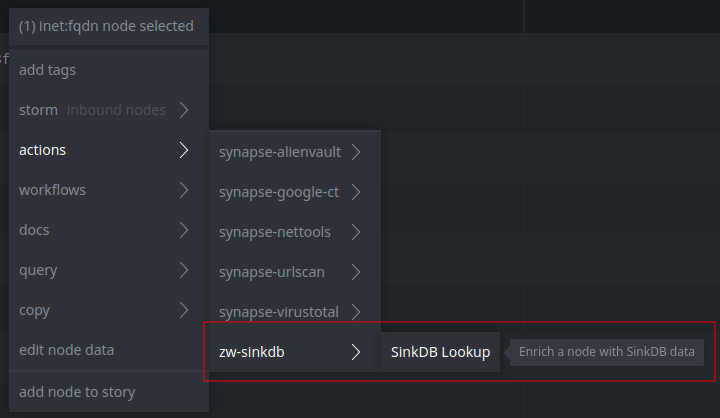 (1) inet:fqdn node selected
add tags
storm inbound nodes
actions
workflows
docs
query
copy
edit node data
add node to story
synapse-alienvault
synapse-google-ct
synapse-nettools
synapse-urlscan
synapse-virustotal
zw-sinkdb
SinkDB Lookup
Enrich a node with SinkDB data